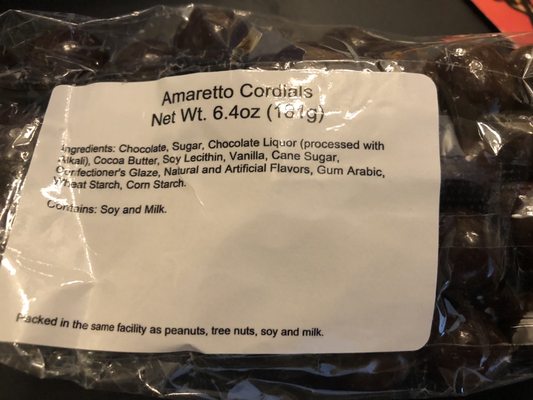 Amaretto Cordials
Net Wt. 6.4oz (181g)
Ingredients: Chocolate, Sugar, Chocolate Liquor (processed with
Alkali), Cocoa Butter, Soy Lecithin, Vanilla, Cane Sugar,
Confectioner's Glaze, Natural and Artificial Flavors, Gum Arabic,
Wheat Starch, Corn Starch.
Contains: Soy and Milk.
Packed in the same facility as peanuts, tree nuts, soy and milk.